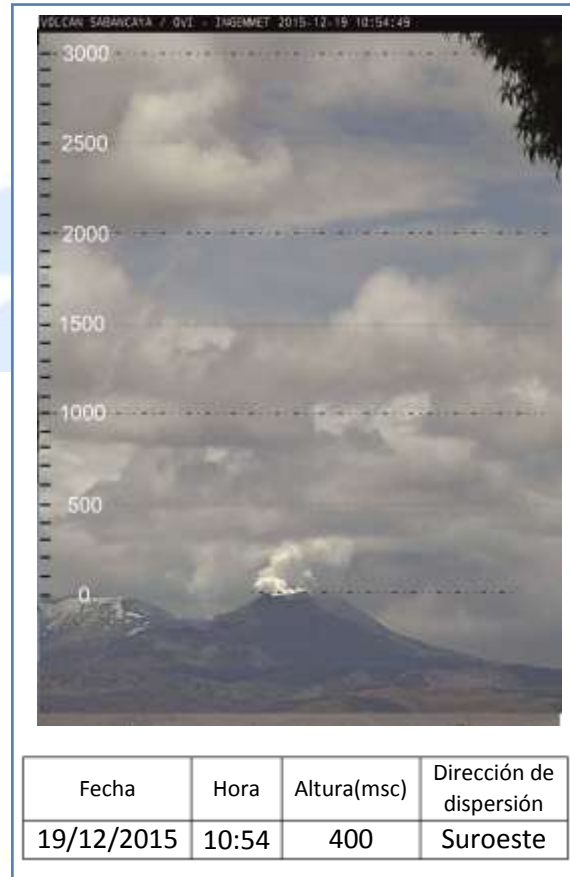 VOLCAN SABANCAYA / OVI - INGEMMET 2015-12-19 10:54:49
3000
2500
2000
1500
1000
500
0
Fecha Hora Altura(msc) Dirección de dispersión
19/12/2015 10:54 400 Suroeste